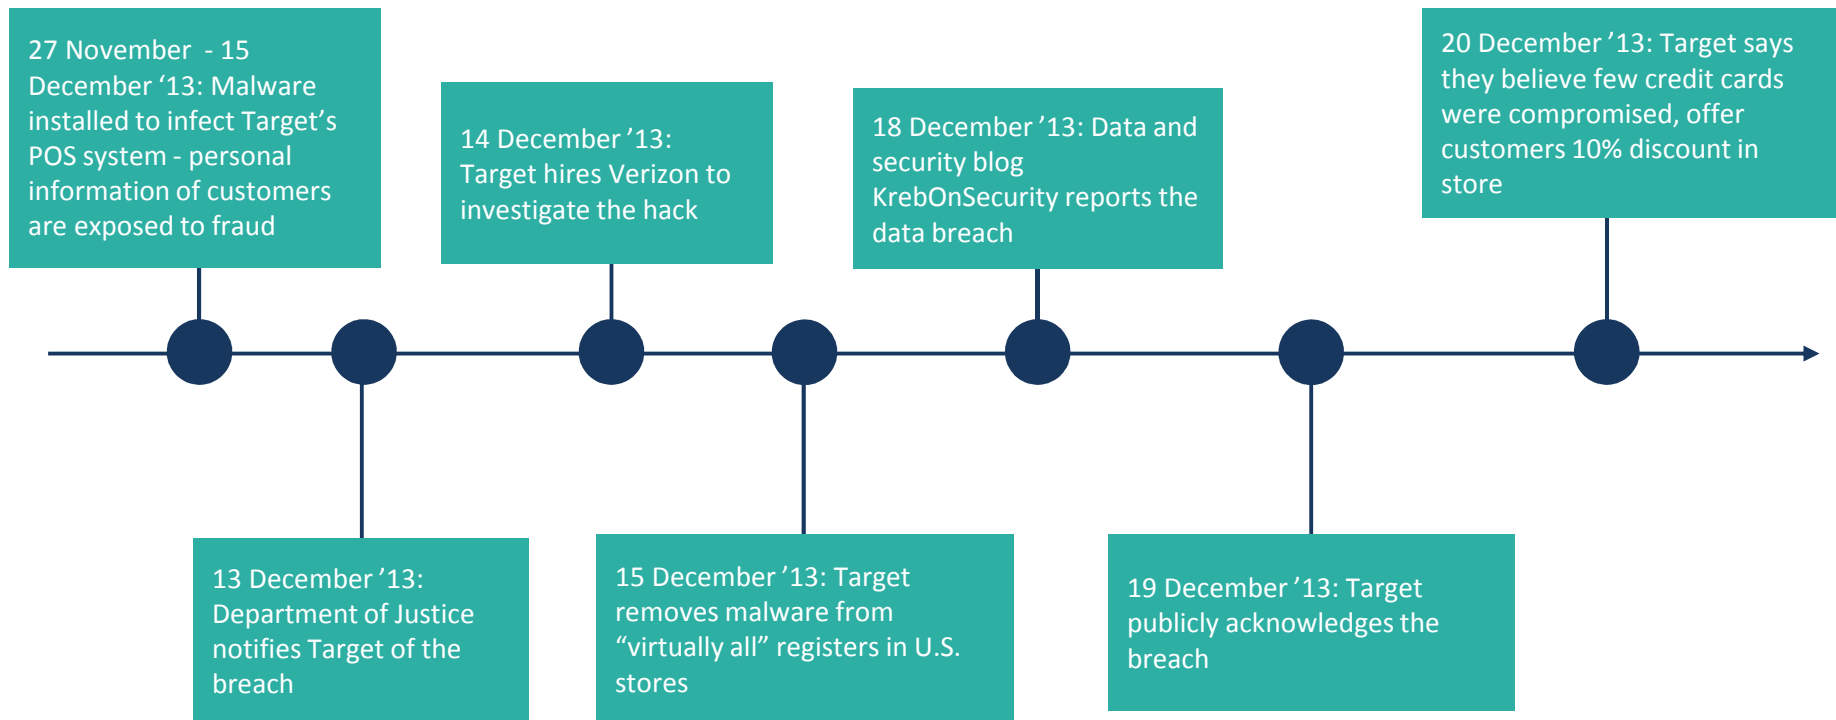 27 November  - 15
December ‘13: Malware
installed to infect Target’s
POS system - personal
information of customers
are exposed to fraud
13 December ’13:
Department of Justice
notifies Target of the
breach
14 December ’13:
Target hires Verizon to
investigate the hack
15 December ’13: Target
removes malware from
“virtually all” registers in U.S.
stores
18 December ’13: Data and
security blog
KrebOnSecurity reports the
data breach
19 December ’13: Target
publicly acknowledges the
breach
20 December ’13: Target says
they believe few credit cards
were compromised, offer
customers 10% discount in
store